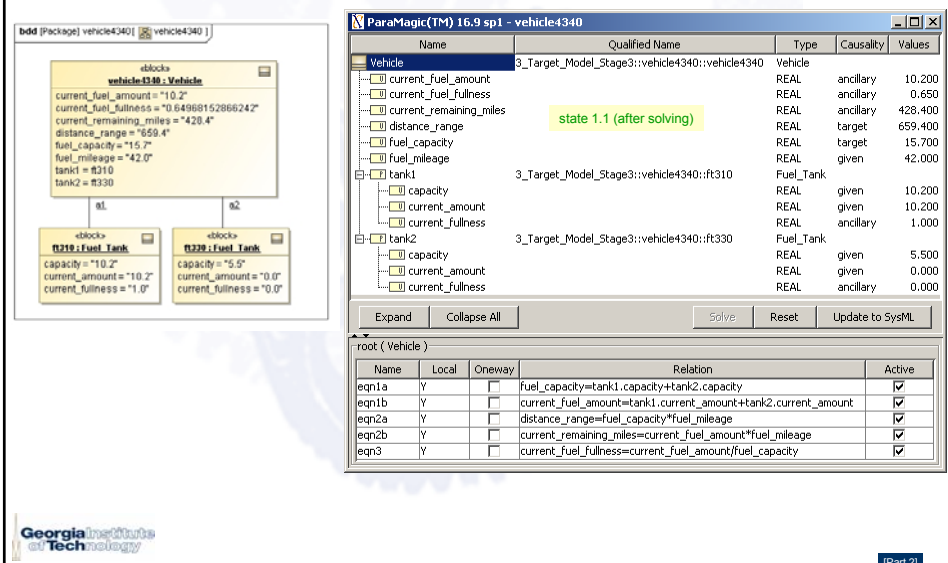 bdd [Package] vehicle4340 [ vehicle4340 ]
«block»
vehicle4340 : Vehicle
current_fuel_amount = "10.2"
current_fuel_fullness = "0.64968152866242"
current_remaining_miles = "428.4"
distance_range = "659.4"
fuel_capacity = "15.7"
fuel_mileage = "42.0"
tank1 = ft310
tank2 = ft330
a1
a2
«block»
ft310 : Fuel_Tank
capacity = "10.2"
current_amount = "10.2"
current_fullness = "1.0"
«block»
ft330 : Fuel_Tank
capacity = "5.5"
current_amount = "0.0"
current_fullness = "0.0"
ParaMagic(TM) 16.9 sp1 - vehicle4340
Name Qualified Name Type Causality Values
Vehicle 3_Target_Model_Stage3::vehicle4340::vehicle4340 Vehicle
current_fuel_amount REAL ancillary 10.200
current_fuel_fullness REAL ancillary 0.650
current_remaining_miles REAL ancillary 428.400
state 1.1 (after solving)
distance_range REAL target 659.400
fuel_capacity REAL target 15.700
fuel_mileage REAL given 42.000
tank1 3_Target_Model_Stage3::vehicle4340::ft310 Fuel_Tank
capacity REAL given 10.200
current_amount REAL given 10.200
current_fullness REAL ancillary 1.000
tank2 3_Target_Model_Stage3::vehicle4340::ft330 Fuel_Tank
capacity REAL given 5.500
current_amount REAL given 0.000
current_fullness REAL ancillary 0.000
Expand Collapse All Solve Reset Update to SysML
root ( Vehicle )
Name Local Oneway Relation Active
eqn1a Y fuel_capacity=tank1.capacity+tank2.capacity
eqn1b Y current_fuel_amount=tank1.current_amount+tank2.current_amount
eqn2a Y distance_range=fuel_capacity*fuel_mileage
eqn2b Y current_remaining_miles=current_fuel_amount*fuel_mileage
eqn3 Y current_fuel_fullness=current_fuel_amount/fuel_capacity
Georgia Institute
of Technology
[Part 2]